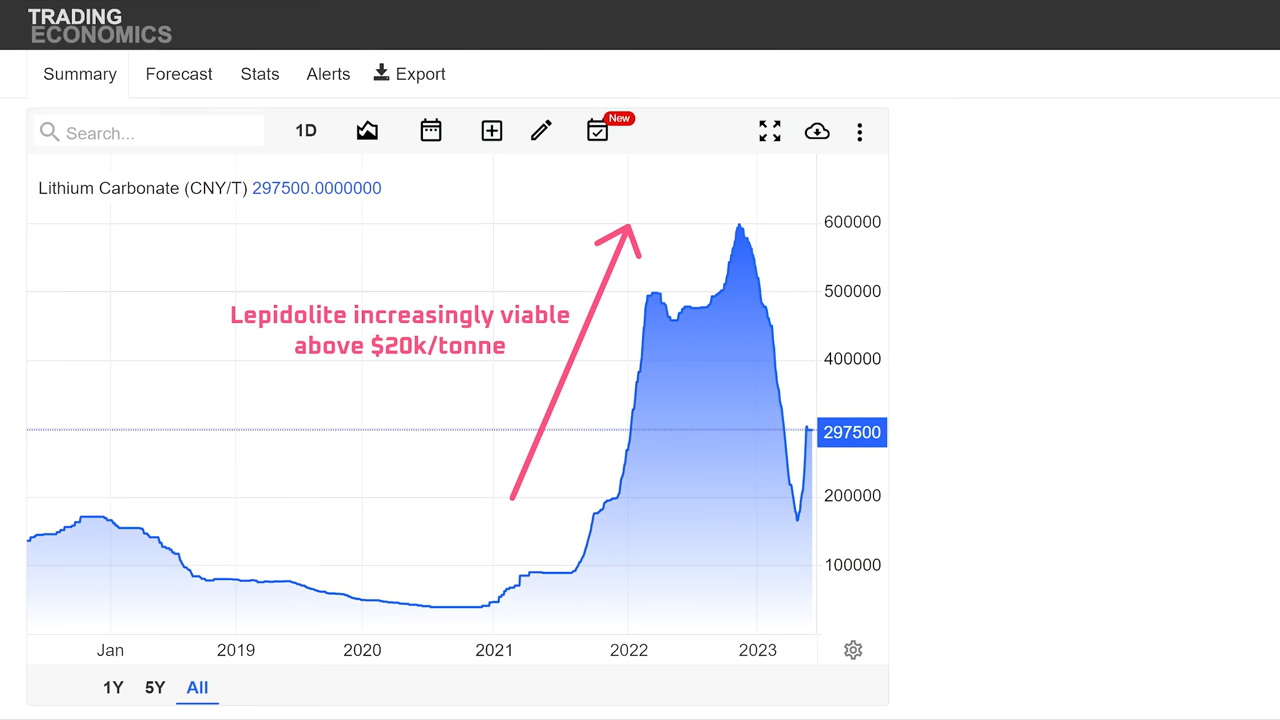 TRADING
ECONOMICS
Summary Forecast Stats Alerts Export
Search... 1D New
Lithium Carbonate (CNY/T) 297500.0000000
600000
500000
Lepidolite increasingly viable
above $20k/tonne
400000
297500
200000
100000
Jan 2019 2020 2021 2022 2023
1Y 5Y All